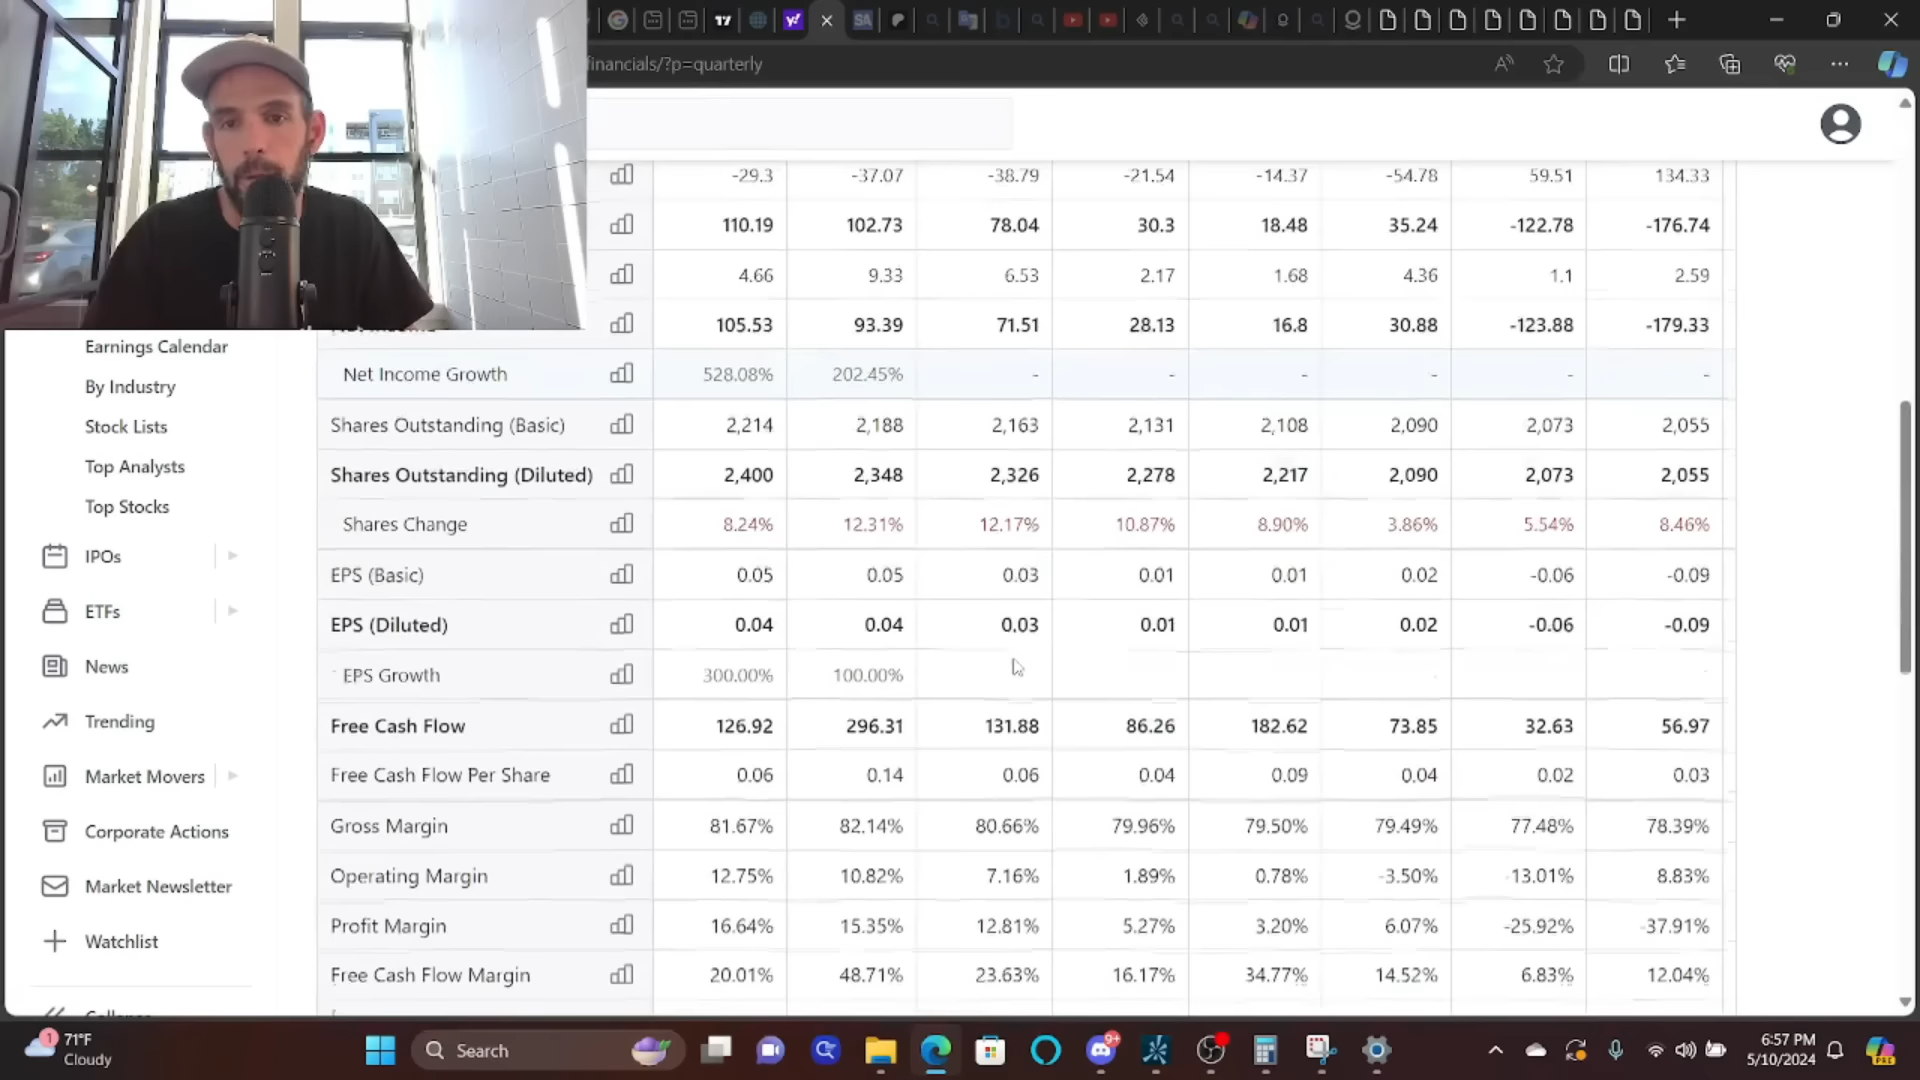 financials/?p=quarterly
-29.3 -37.07 -38.79 -21.54 -14.37 -54.78 59.51 134.33
110.19 102.73 78.04 30.3 18.48 35.24 -122.78 -176.74
4.66 9.33 6.53 2.17 1.68 4.36 1.1 2.59
105.53 93.39 71.51 28.13 16.8 30.88 -123.88 -179.33
Net Income Growth 528.08% 202.45% - - - - - -
Shares Outstanding (Basic) 2,214 2,188 2,163 2,131 2,108 2,090 2,073 2,055
Shares Outstanding (Diluted) 2,400 2,348 2,326 2,278 2,217 2,090 2,073 2,055
Shares Change 8.24% 12.31% 12.17% 10.87% 8.90% 3.86% 5.54% 8.46%
EPS (Basic) 0.05 0.05 0.03 0.01 0.01 0.02 -0.06 -0.09
EPS (Diluted) 0.04 0.04 0.03 0.01 0.01 0.02 -0.06 -0.09
EPS Growth 300.00% 100.00%
Free Cash Flow 126.92 296.31 131.88 86.26 182.62 73.85 32.63 56.97
Free Cash Flow Per Share 0.06 0.14 0.06 0.04 0.09 0.04 0.02 0.03
Gross Margin 81.67% 82.14% 80.66% 79.96% 79.50% 79.49% 77.48% 78.39%
Operating Margin 12.75% 10.82% 7.16% 1.89% 0.78% -3.50% -13.01% 8.83%
Profit Margin 16.64% 15.35% 12.81% 5.27% 3.20% 6.07% -25.92% -37.91%
Free Cash Flow Margin 20.01% 48.71% 23.63% 16.17% 34.77% 14.52% 6.83% 12.04%
Earnings Calendar
By Industry
Stock Lists
Top Analysts
Top Stocks
IPOs
ETFs
News
Trending
Market Movers
Corporate Actions
Market Newsletter
Watchlist
1
71°F
Cloudy
Search
9+
6:57 PM
5/10/2024